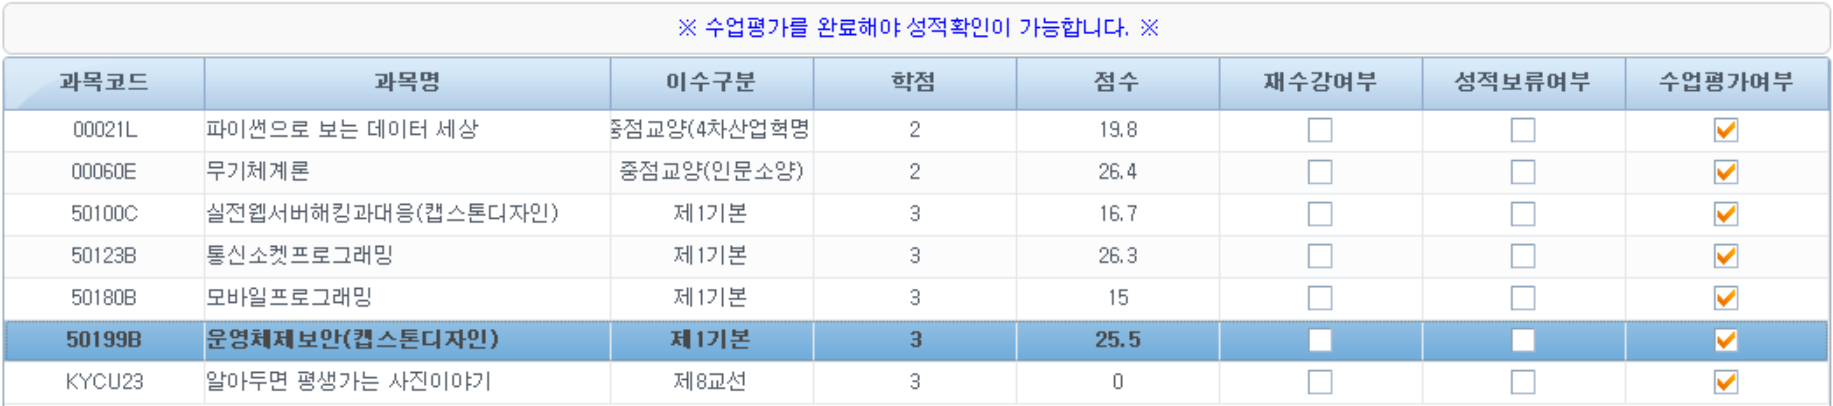 ※ 수업평가를 완료해야 성적확인이 가능합니다. ※
과목코드 과목명 이수구분 학점 점수 재수강여부 성적보류여부 수업평가여부
00021L 파이썬으로 보는 데이터 세상 중점교양(4차산업혁명 2 19.8
00060E 무기체계론 중점교양(인문소양) 2 26.4
50100C 실전웹서버해킹과대응(캡스톤디자인) 제1기본 3 16.7
50123B 통신소켓프로그래밍 제1기본 3 26.3
50180B 모바일프로그래밍 제1기본 3 15
50199B 운영체제보안(캡스톤디자인) 제1기본 3 25.5
KYCU23 알아두면 평생가는 사진이야기 제8교선 3 0